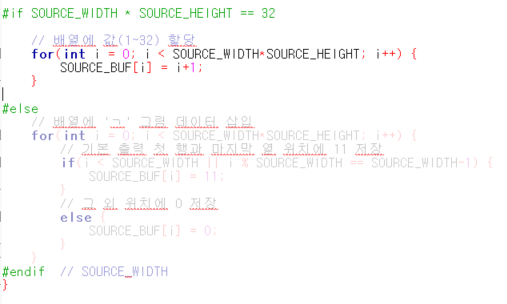 #if SOURCE_WIDTH * SOURCE_HEIGHT == 32
// 배열에 값(1~32) 할당
for(int i = 0; i < SOURCE_WIDTH*SOURCE_HEIGHT; i++) {
SOURCE_BUF[i] = i+1;
}
#else
// 배열에 'ㄱ' 그림 데이터 삽입
for(int i = 0; i < SOURCE_WIDTH*SOURCE_HEIGHT; i++) {
// 기본 출력 첫 행과 마지막 열 위치에 11 저장
if(i < SOURCE_WIDTH || i % SOURCE_WIDTH == SOURCE_WIDTH-1) {
SOURCE_BUF[i] = 11;
}
// 그 외 위치에 0 저장
else {
SOURCE_BUF[i] = 0;
}
}
#endif // SOURCE_WIDTH
}